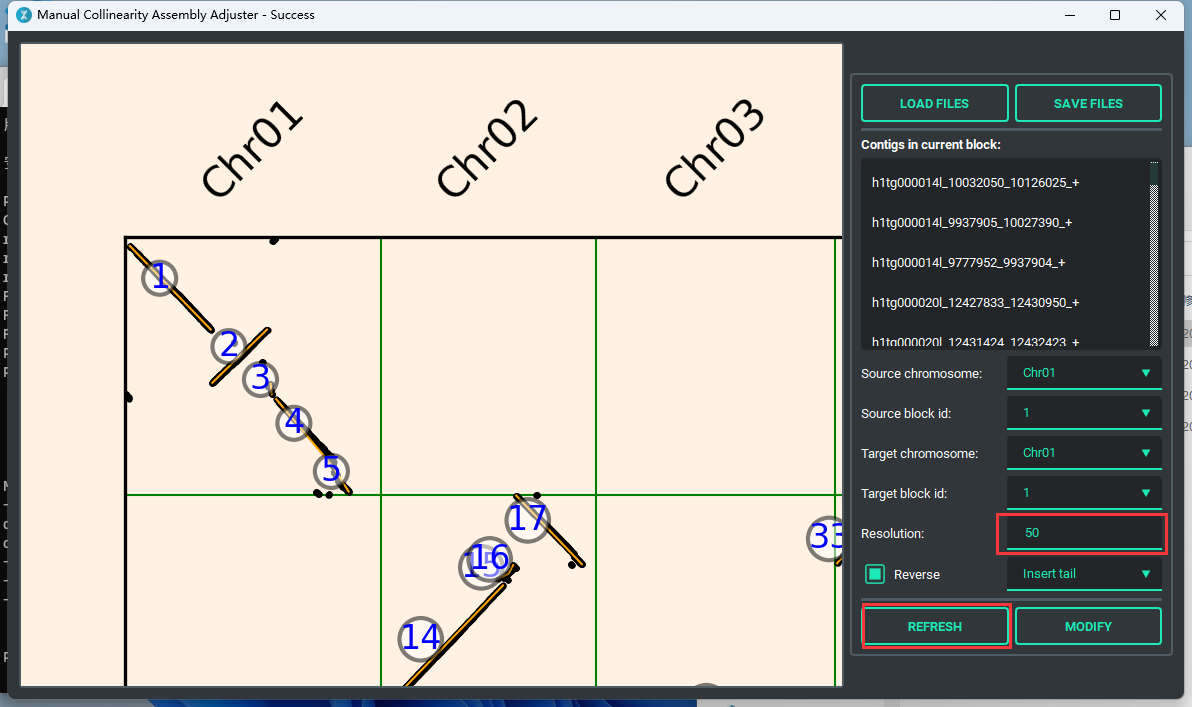 Manual Collinearity Assembly Adjuster - Success
Chr01
Chr02
Chr03
1
2
3
4
5
17
16
15
14
33
LOAD FILES
SAVE FILES
Contigs in current block:
h1tg000014l_10032050_10126025_+
h1tg000014l_9937905_10027390_+
h1tg000014l_9777952_9937904_+
h1tg000020l_12427833_12430950_+
h1tg000020l_12431424_12432423_+
Source chromosome:
Chr01
Source block id:
1
Target chromosome:
Chr01
Target block id:
1
Resolution:
50
Reverse
Insert tail
REFRESH
MODIFY